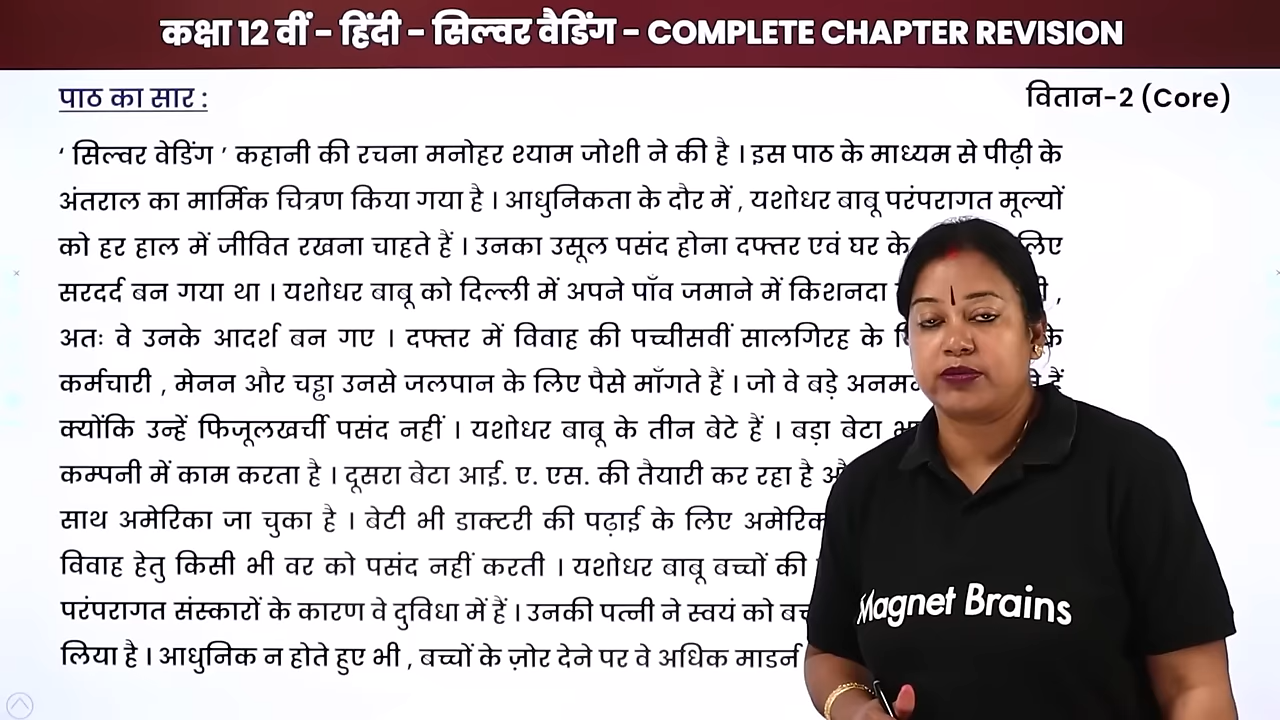 कक्षा 12 वीं - हिंदी - सिल्वर वैडिंग - COMPLETE CHAPTER REVISION
पाठ का सार :
वितान-2 (Core)
‘ सिल्वर वेडिंग ’ कहानी की रचना मनोहर श्याम जोशी ने की है । इस पाठ के माध्यम से पीढ़ी के
अंतराल का मार्मिक चित्रण किया गया है । आधुनिकता के दौर में , यशोधर बाबू परंपरागत मूल्यों
को हर हाल में जीवित रखना चाहते हैं । उनका उसूल पसंद होना दफ्तर एवं घर के लिए
सरदर्द बन गया था । यशोधर बाबू को दिल्ली में अपने पाँव जमाने में किशनदा ,
अतः वे उनके आदर्श बन गए । दफ्तर में विवाह की पच्चीसवीं सालगिरह के के
कर्मचारी , मेनन और चड्ढा उनसे जलपान के लिए पैसे माँगते हैं । जो वे बड़े हैं
क्योंकि उन्हें फिजूलखर्ची पसंद नहीं । यशोधर बाबू के तीन बेटे हैं । बड़ा बेटा
कम्पनी में काम करता है । दूसरा बेटा आई. ए. एस. की तैयारी कर रहा है
साथ अमेरिका जा चुका है । बेटी भी डाक्टरी की पढ़ाई के लिए
विवाह हेतु किसी भी वर को पसंद नहीं करती । यशोधर बाबू बच्चों की
परंपरागत संस्कारों के कारण वे दुविधा में हैं । उनकी पत्नी ने स्वयं को
लिया है । आधुनिक न होते हुए भी , बच्चों के ज़ोर देने पर वे अधिक माडर्न
Magnet Brains